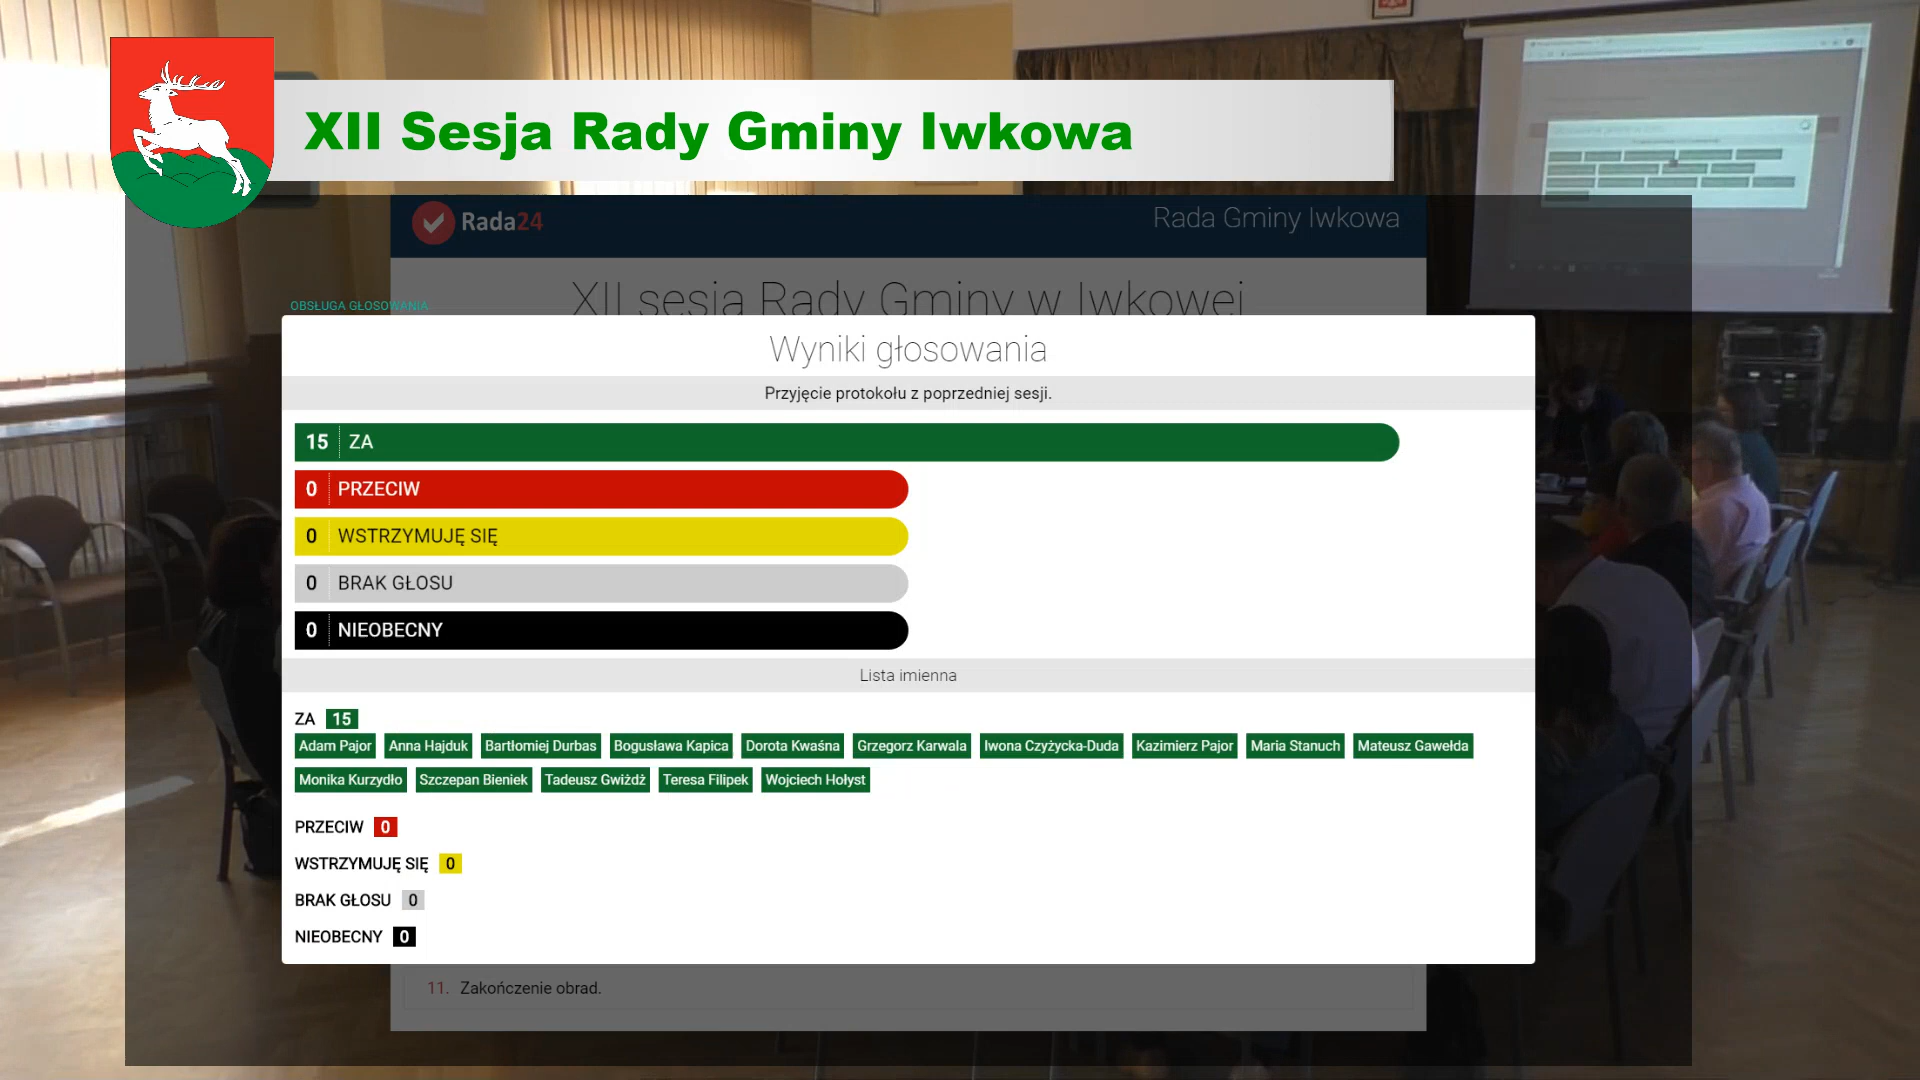 XII Sesja Rady Gminy Iwkowa
Rada24
Rada Gminy Iwkowa
XII sesja Rady Gminy w Iwkowej
OBSŁUGA GŁOSOWANIA
Wyniki głosowania
Przyjęcie protokołu z poprzedniej sesji.
15 ZA
0 PRZECIW
0 WSTRZYMUJĘ SIĘ
0 BRAK GŁOSU
0 NIEOBECNY
Lista imienna
ZA 15
Adam Pajor Anna Hajduk Bartłomiej Durbas Bogusława Kapica Dorota Kwaśna Grzegorz Karwala Iwona Czyżycka-Duda Kazimierz Pajor Maria Stanuch Mateusz Gawełda
Monika Kurzydło Szczepan Bieniek Tadeusz Gwiżdż Teresa Filipek Wojciech Hołyst
PRZECIW 0
WSTRZYMUJĘ SIĘ 0
BRAK GŁOSU 0
NIEOBECNY 0
11. Zakończenie obrad.